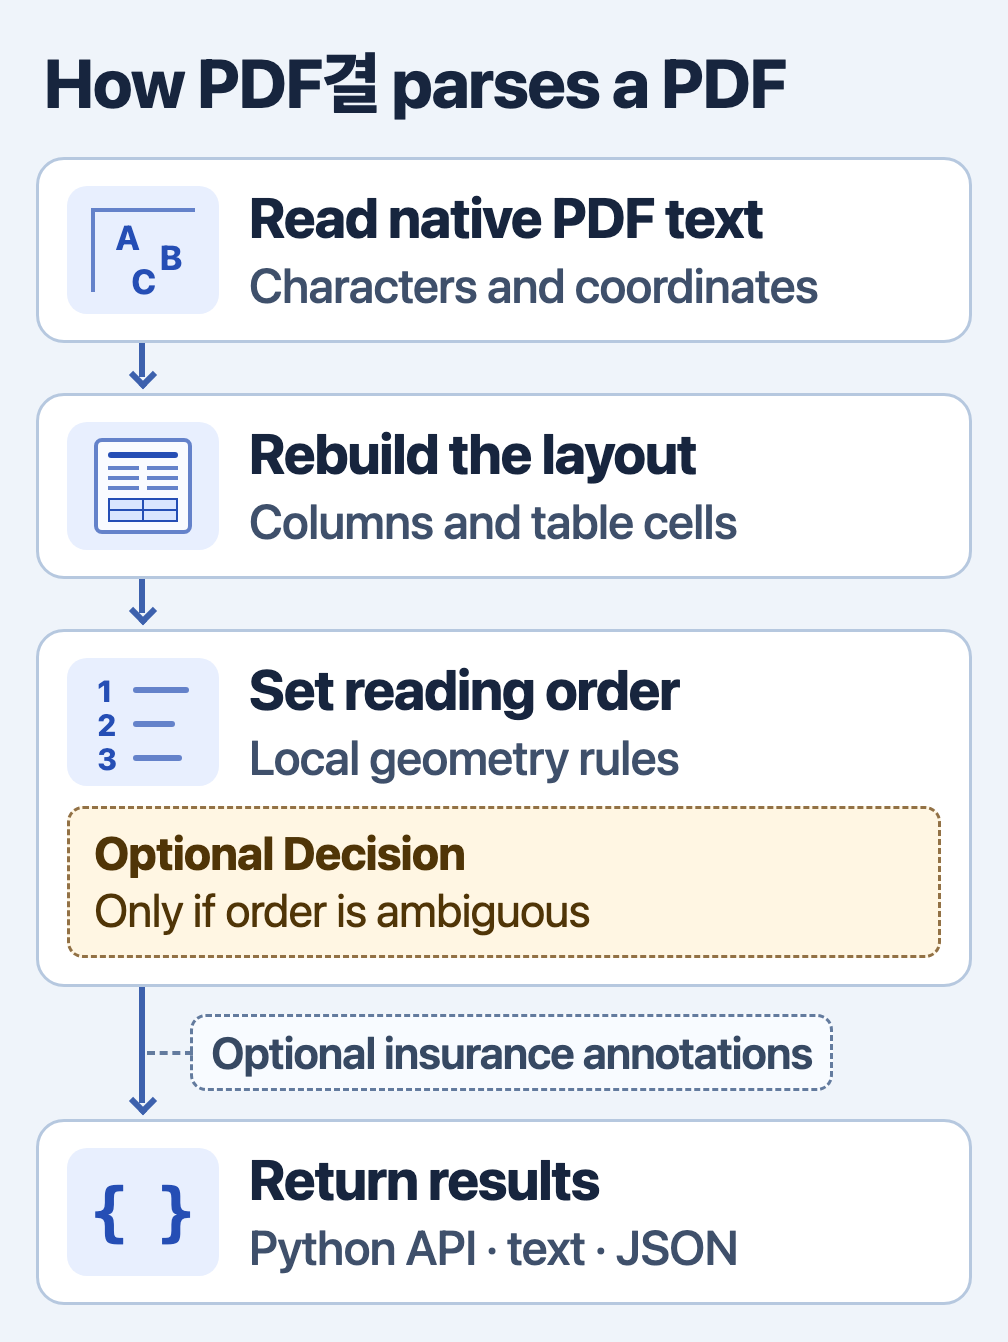 How PDF결 parses a PDF
A
B
C
Read native PDF text
Characters and coordinates
Rebuild the layout
Columns and table cells
1
2
3
Set reading order
Local geometry rules
Optional Decision
Only if order is ambiguous
Optional insurance annotations
{ }
Return results
Python API · text · JSON